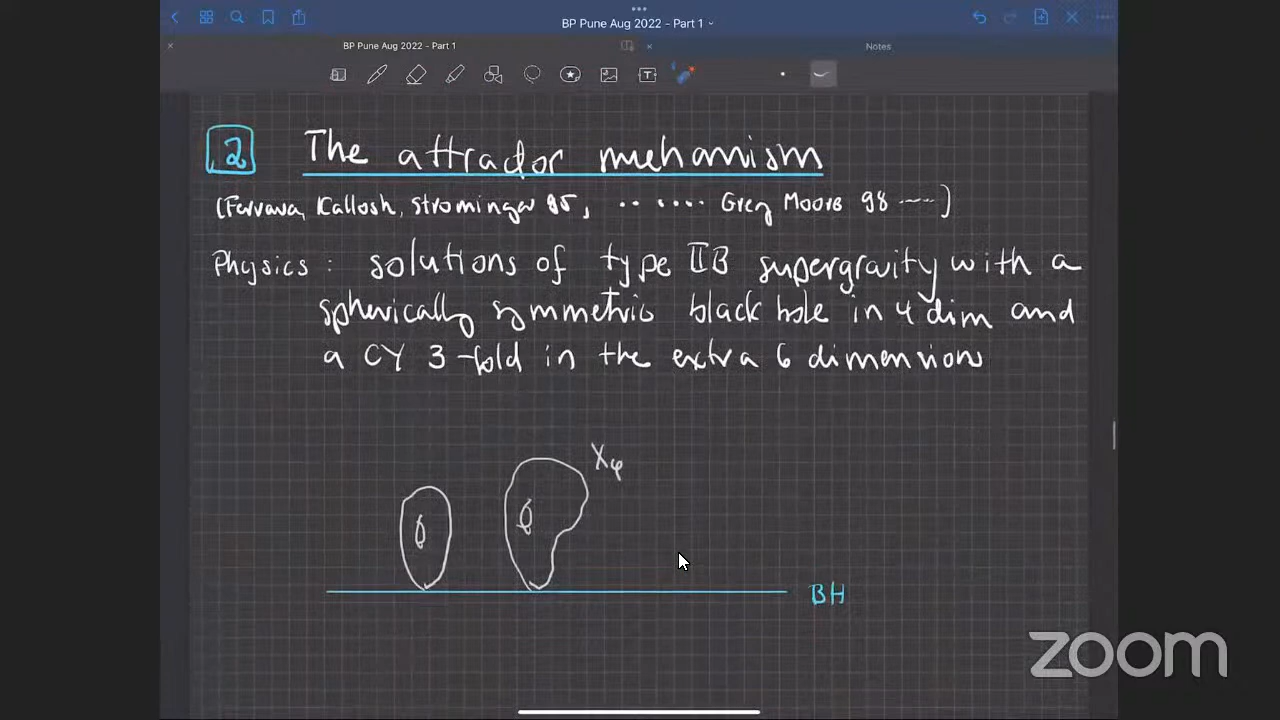 BP Pune Aug 2022 - Part 1
BP Pune Aug 2022 - Part 1
Notes
2 The attractor mechanism
(Ferrara, Kallosh, Strominger 95, ...... Greg Moore 98 ----)
Physics : solutions of type IIB supergravity with a
spherically symmetric black hole in 4 dim and
a CY 3-fold in the extra 6 dimensions
Xφ
BH
zoom